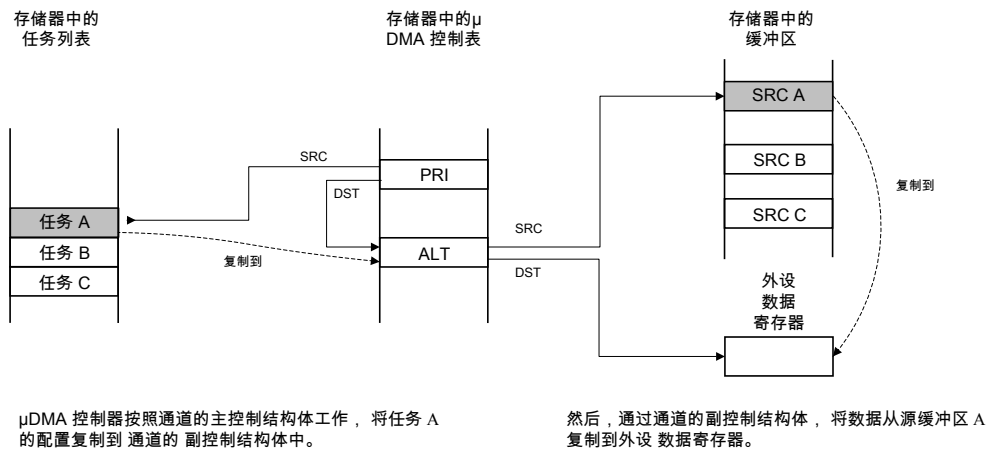 存储器中的
任务列表
存储器中的μ
DMA 控制表
存储器中的
缓冲区
SRC A
SRC B
SRC C
复制到
SRC
DST
PRI
ALT
任务 A
任务 B
任务 C
复制到
SRC
DST
外设
数据
寄存器
μDMA 控制器按照通道的主控制结构体工作， 将任务 A
的配置复制到 通道的 副控制结构体中。
然后，通过通道的副控制结构体， 将数据从源缓冲区 A
复制到外设 数据寄存器。